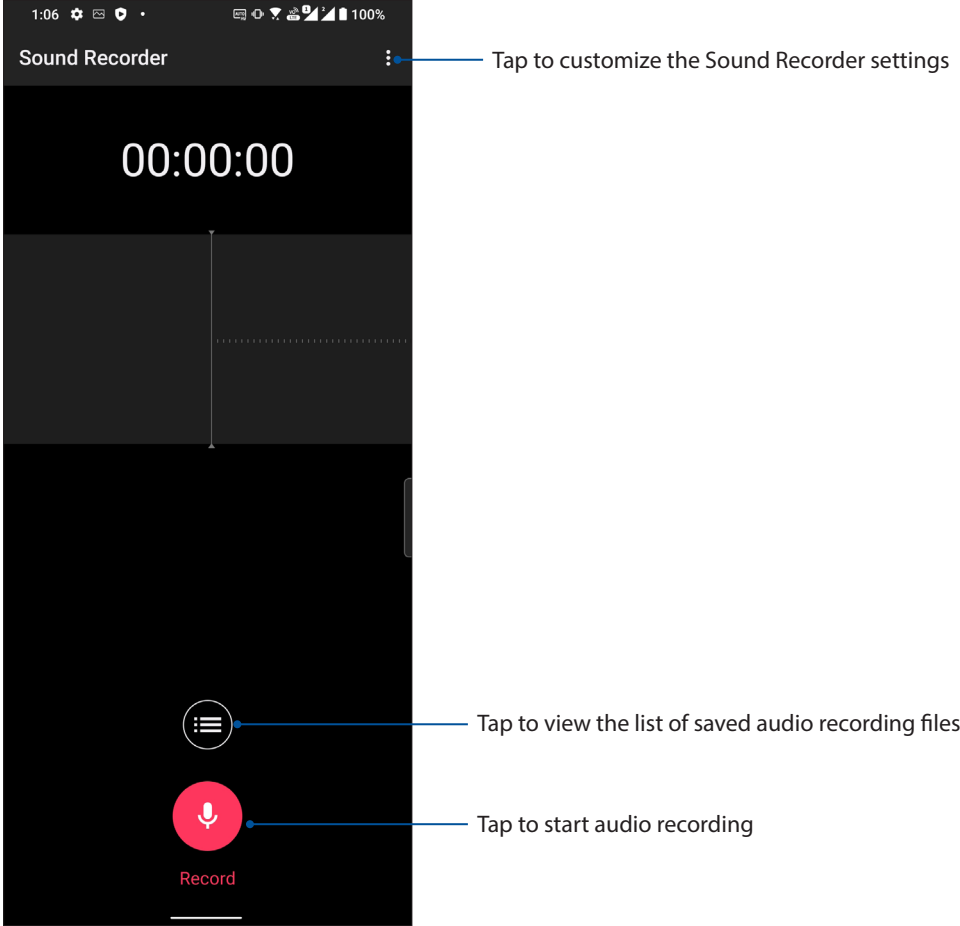 1:06 100%
Sound Recorder
Tap to customize the Sound Recorder settings
00:00:00
Tap to view the list of saved audio recording files
Tap to start audio recording
Record